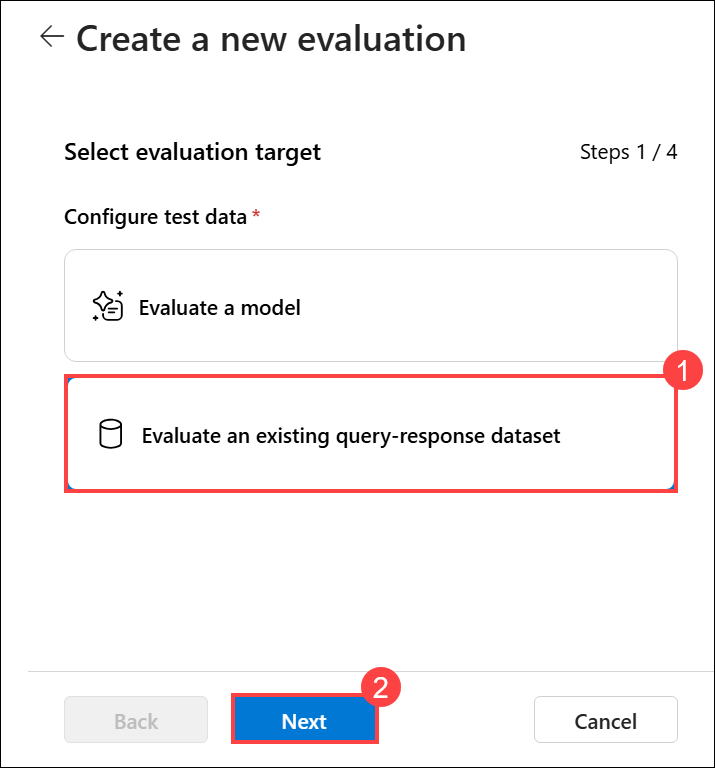 Create a new evaluation
Select evaluation target
Steps 1 / 4
Configure test data *
Evaluate a model
1
Evaluate an existing query-response dataset
2
Back
Next
Cancel